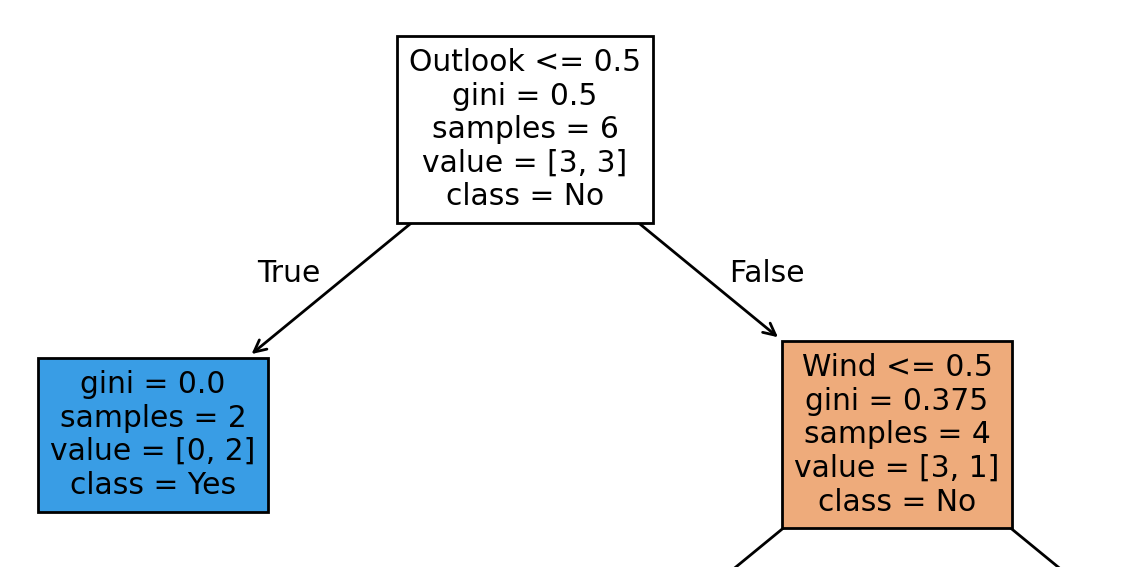 Outlook <= 0.5
gini = 0.5
samples = 6
value = [3, 3]
class = No
True
False
gini = 0.0
samples = 2
value = [0, 2]
class = Yes
Wind <= 0.5
gini = 0.375
samples = 4
value = [3, 1]
class = No